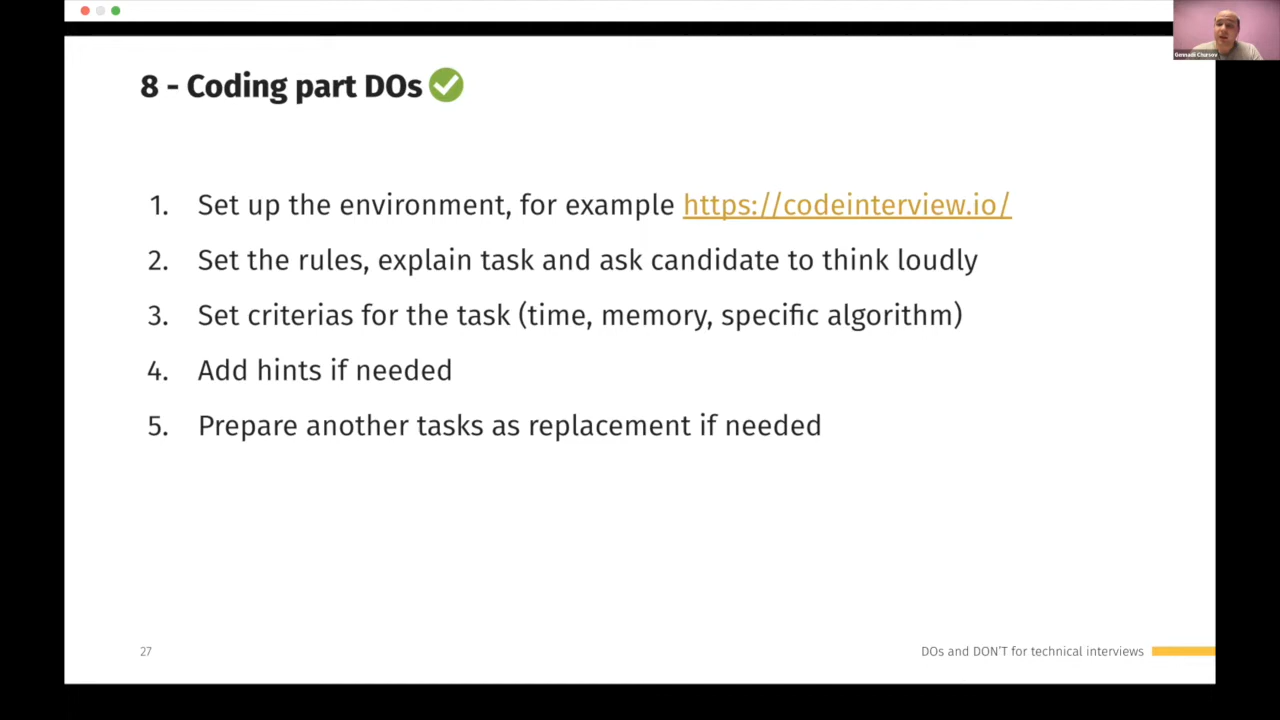 Gennadii Chursov
8 - Coding part DOs ✅
1. Set up the environment, for example https://codeinterview.io/
2. Set the rules, explain task and ask candidate to think loudly
3. Set criterias for the task (time, memory, specific algorithm)
4. Add hints if needed
5. Prepare another tasks as replacement if needed
27
DOs and DON'T for technical interviews